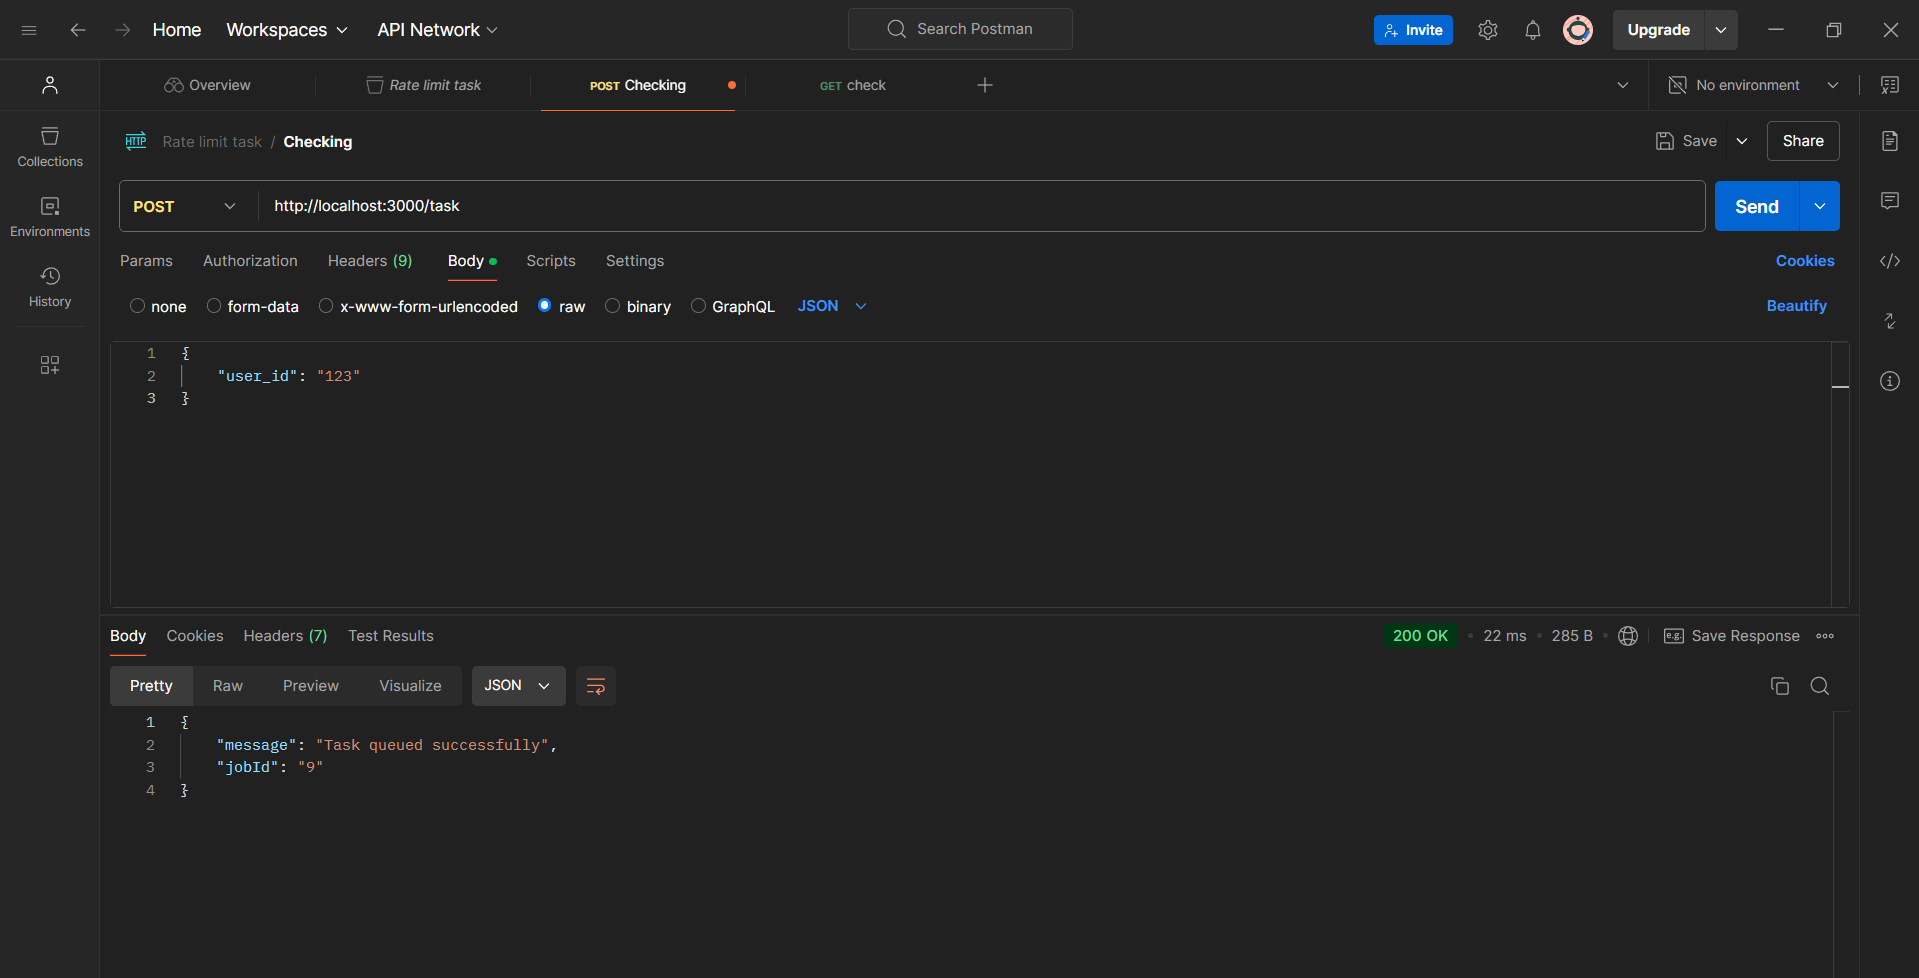 Home Workspaces API Network Search Postman Invite Upgrade
Overview Rate limit task POST Checking GET check No environment
HTTP Rate limit task / Checking Save Share
Collections
POST http://localhost:3000/task Send
Environments
Params Authorization Headers (9) Body Scripts Settings Cookies
History
none form-data x-www-form-urlencoded raw binary GraphQL JSON Beautify
1 {
2 "user_id": "123"
3 }
Body Cookies Headers (7) Test Results 200 OK 22 ms 285 B e.g. Save Response
Pretty Raw Preview Visualize JSON
1 {
2 "message": "Task queued successfully",
3 "jobId": "9"
4 }